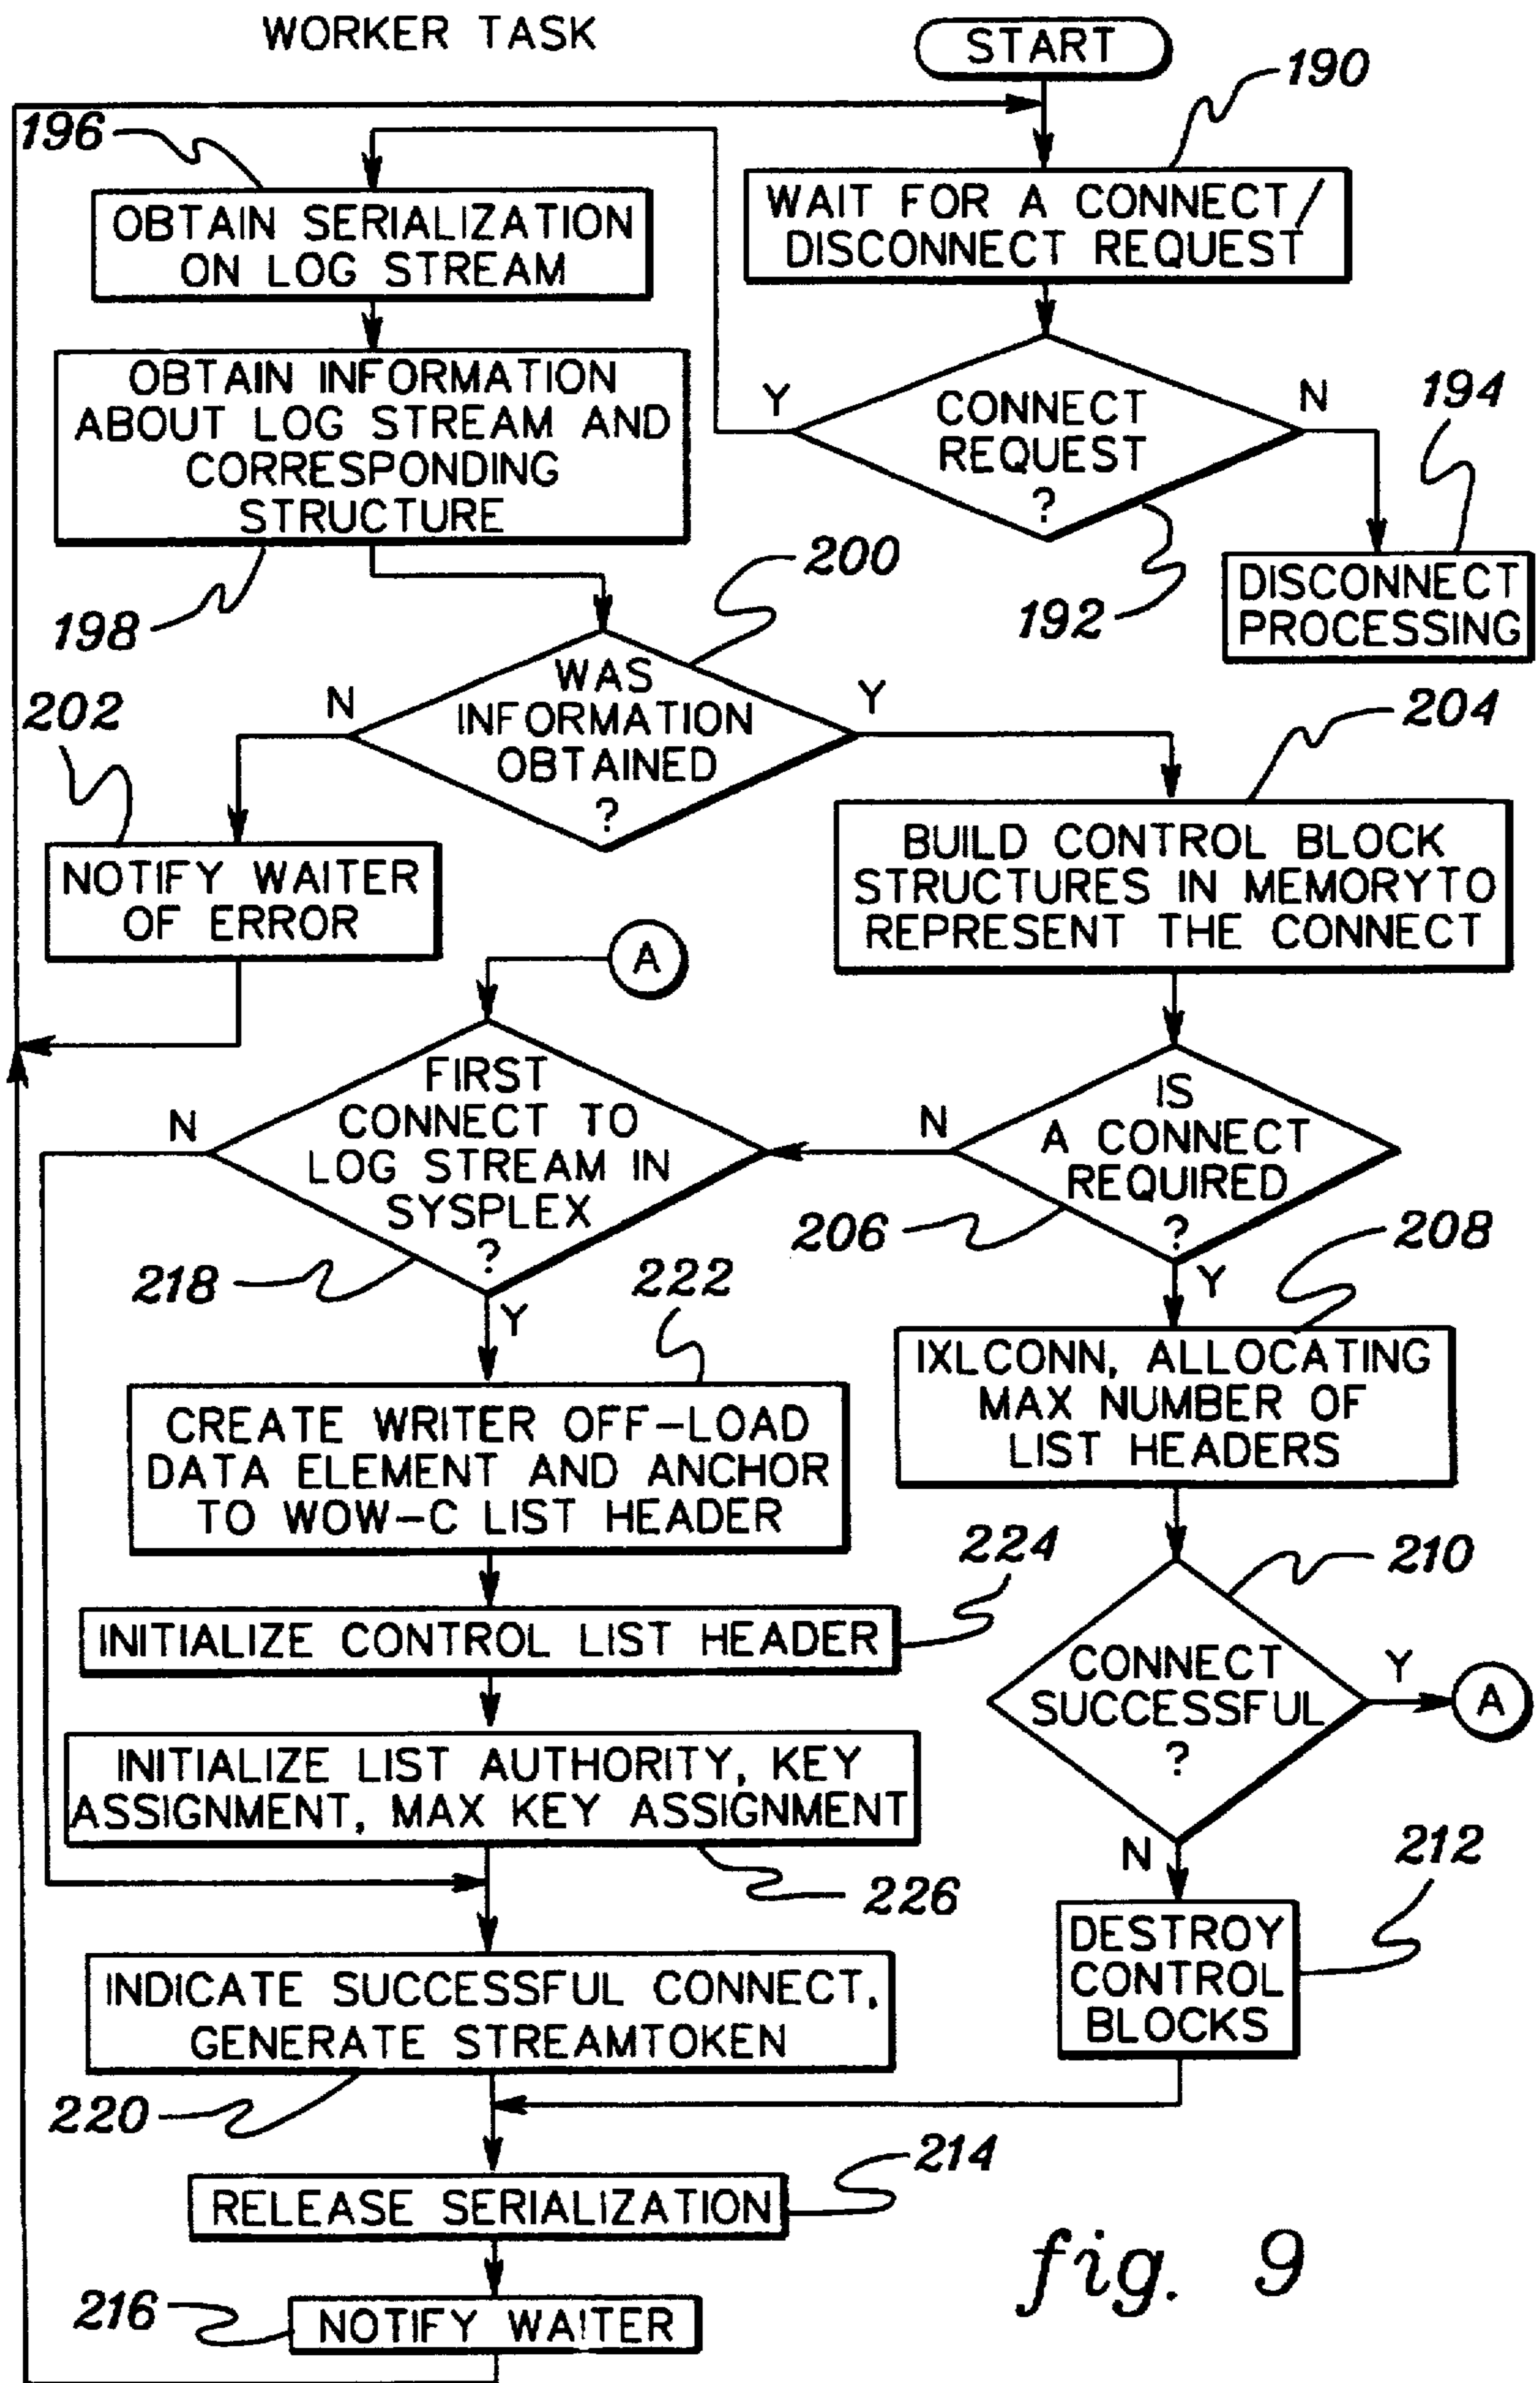 WORKER TASK
START
190
196
WAIT FOR A CONNECT/
DISCONNECT REQUEST
OBTAIN SERIALIZATION
ON LOG STREAM
OBTAIN INFORMATION
ABOUT LOG STREAM AND
CORRESPONDING
STRUCTURE
198
Y
CONNECT
REQUEST
?
N
192
194
DISCONNECT
PROCESSING
200
N
WAS
INFORMATION
OBTAINED
?
Y
202
NOTIFY WAITER
OF ERROR
204
BUILD CONTROL BLOCK
STRUCTURES IN MEMORYTO
REPRESENT THE CONNECT
A
N
FIRST
CONNECT TO
LOG STREAM IN
SYSPLEX
?
218
Y
N
IS
A CONNECT
REQUIRED
?
206
Y
208
222
CREATE WRITER OFF-LOAD
DATA ELEMENT AND ANCHOR
TO WOW-C LIST HEADER
IXLCONN, ALLOCATING
MAX NUMBER OF
LIST HEADERS
224
INITIALIZE CONTROL LIST HEADER
210
CONNECT
SUCCESSFUL
?
Y
A
N
INITIALIZE LIST AUTHORITY, KEY
ASSIGNMENT, MAX KEY ASSIGNMENT
226
212
DESTROY
CONTROL
BLOCKS
INDICATE SUCCESSFUL CONNECT,
GENERATE STREAMTOKEN
220
214
RELEASE SERIALIZATION
216
NOTIFY WAITER
fig. 9